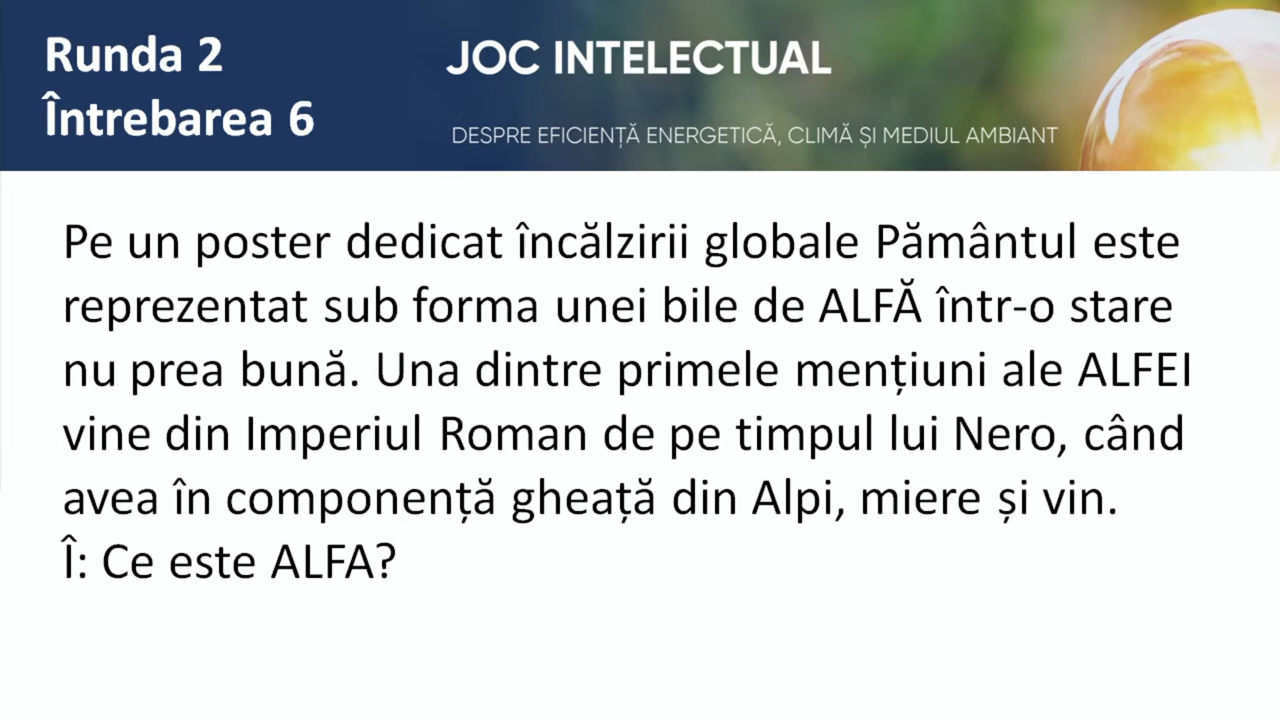 Runda 2
Întrebarea 6
JOC INTELECTUAL
DESPRE EFICIENȚĂ ENERGETICĂ, CLIMĂ ȘI MEDIUL AMBIANT
Pe un poster dedicat încălzirii globale Pământul este
reprezentat sub forma unei bile de ALFĂ într-o stare
nu prea bună. Una dintre primele mențiuni ale ALFEI
vine din Imperiul Roman de pe timpul lui Nero, când
avea în componență gheață din Alpi, miere și vin.
Î: Ce este ALFA?